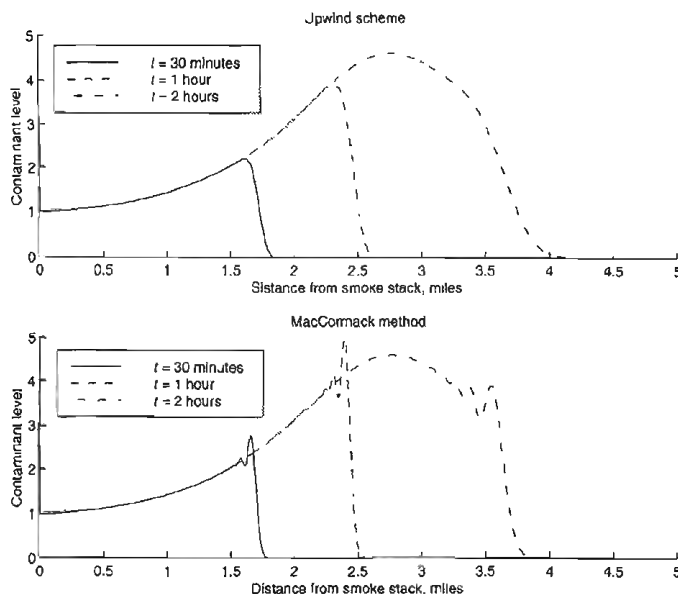 Jpwind scheme
Contaminant level
5
4
3
2
1
0
t = 30 minutes
t = 1 hour
t – 2 hours
0 0.5 1 1.5 2 2.5 3 3.5 4 4.5 5
Sistance from smoke stack, miles
MacCormack method
Contaminant level
5
4
3
2
1
0
t = 30 minutes
t = 1 hour
t = 2 hours
0 0.5 1 1.5 2 2.5 3 3.5 4 4.5 5
Distance from smoke stack, miles